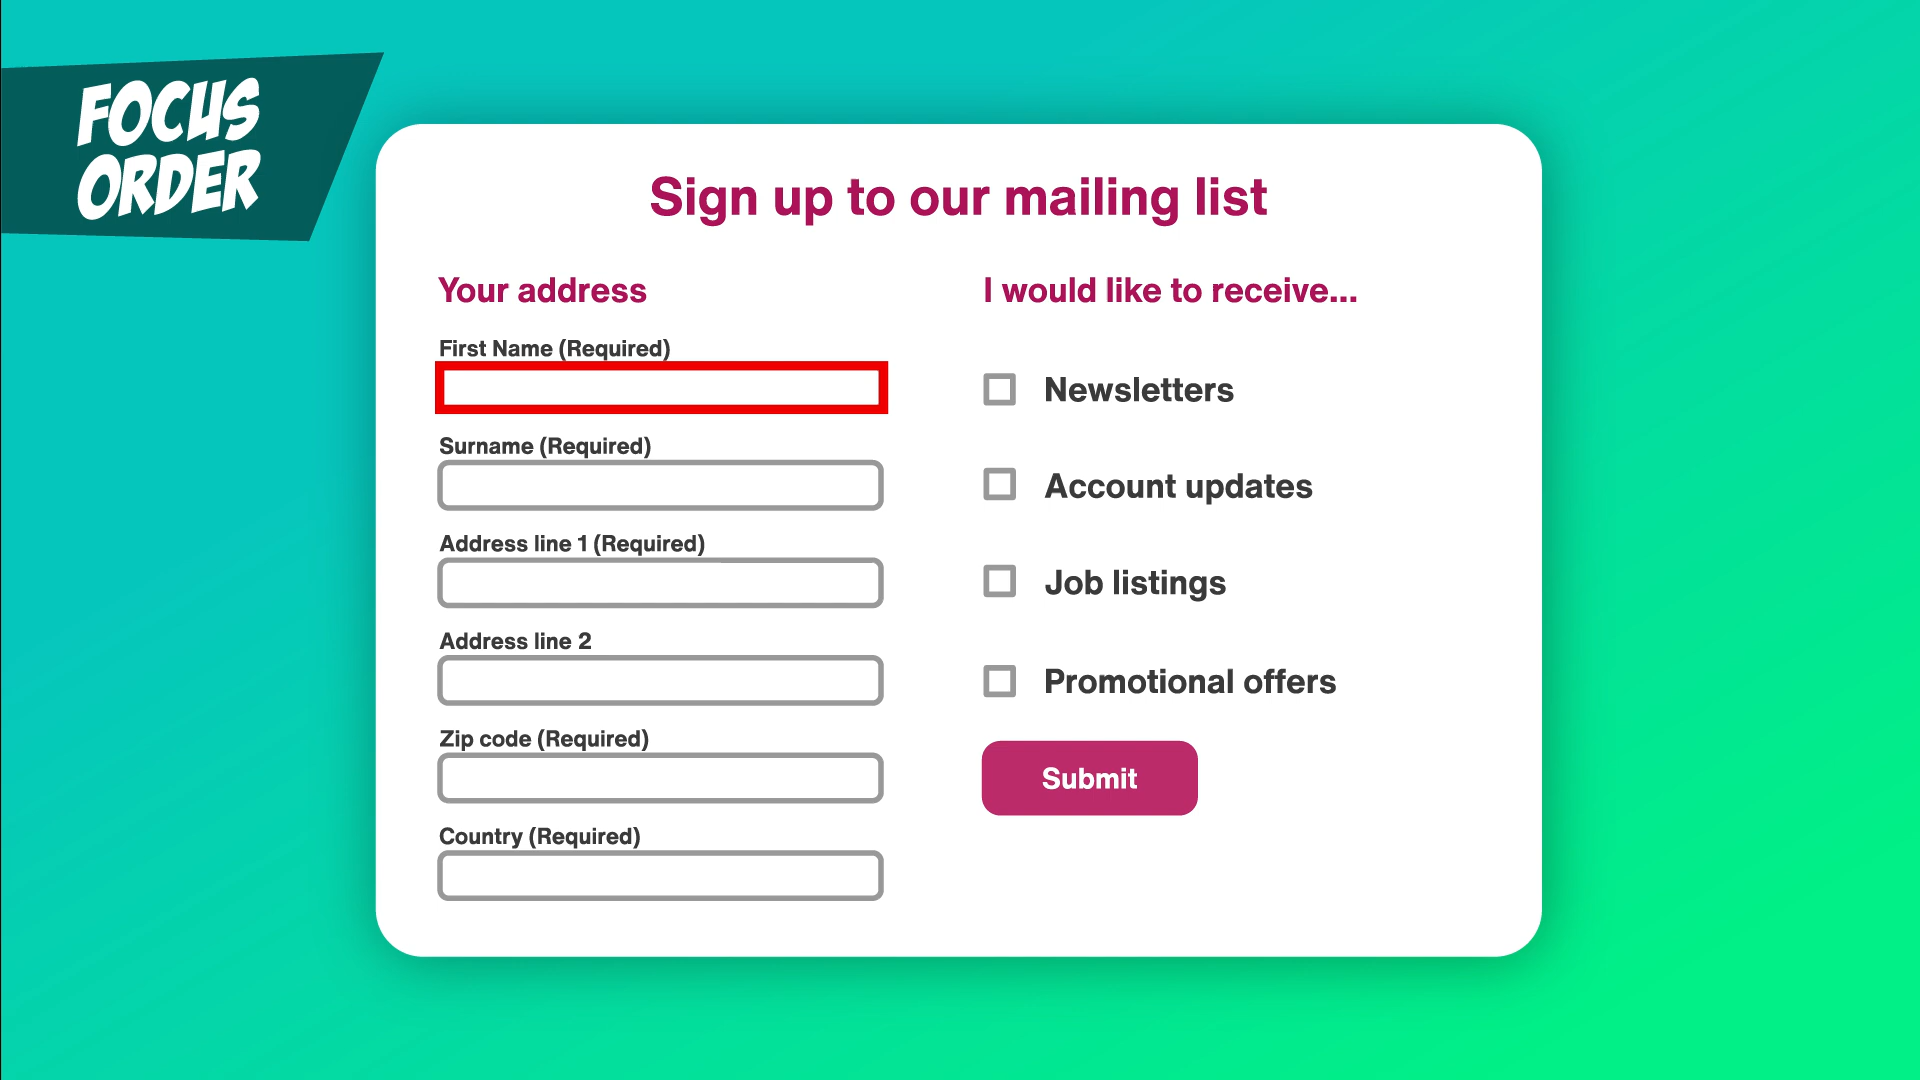 FOCUS
ORDER
Sign up to our mailing list
Your address
First Name (Required)
Surname (Required)
Address line 1 (Required)
Address line 2
Zip code (Required)
Country (Required)
I would like to receive...
Newsletters
Account updates
Job listings
Promotional offers
Submit